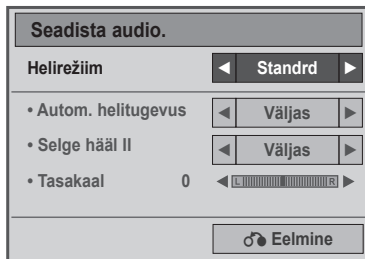 Seadista audio.
Helirežiim ◀ Standrd ▶
• Autom. helitugevus ◀ Väljas ▶
• Selge hääl II ◀ Väljas ▶
• Tasakaal 0 ◀ L R ▶
Eelmine